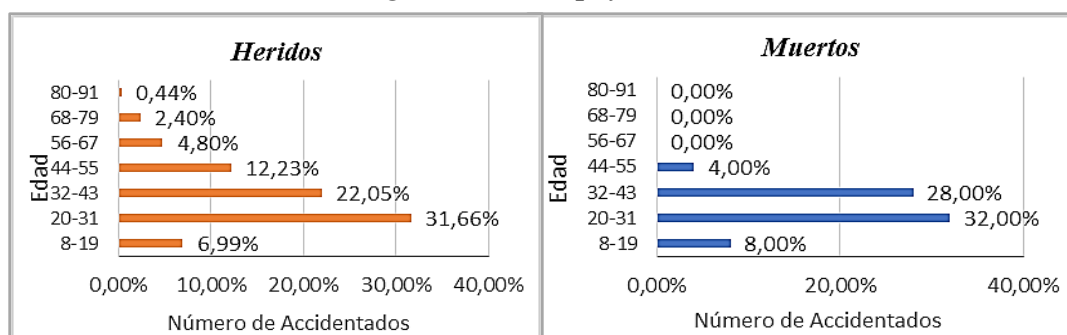 Heridos
80-91 0,44%
68-79 2,40%
56-67 4,80%
44-55 12,23%
32-43 22,05%
20-31 31,66%
8-19 6,99%
Edad
0,00% 10,00% 20,00% 30,00% 40,00%
Número de Accidentados
Muertos
80-91 0,00%
68-79 0,00%
56-67 0,00%
44-55 4,00%
32-43 28,00%
20-31 32,00%
8-19 8,00%
Edad
0,00% 20,00% 40,00%
Número de Accidentados